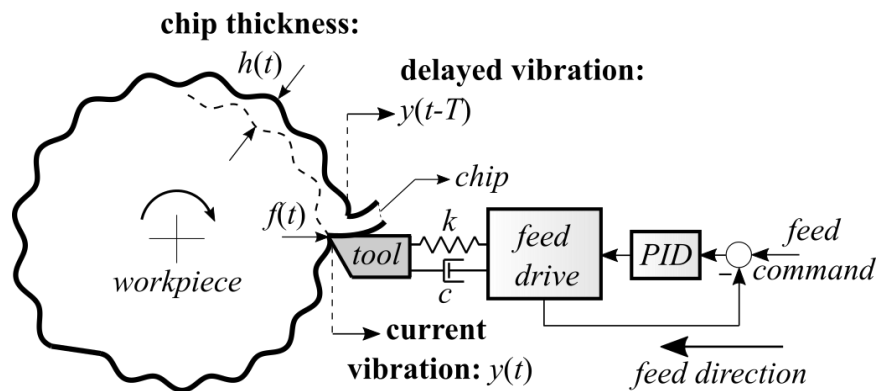 chip thickness:
h(t)
delayed vibration:
y(t-T)
chip
f(t)
k
tool
c
feed
drive
PID
-
feed
command
workpiece
current
vibration: y(t)
feed direction